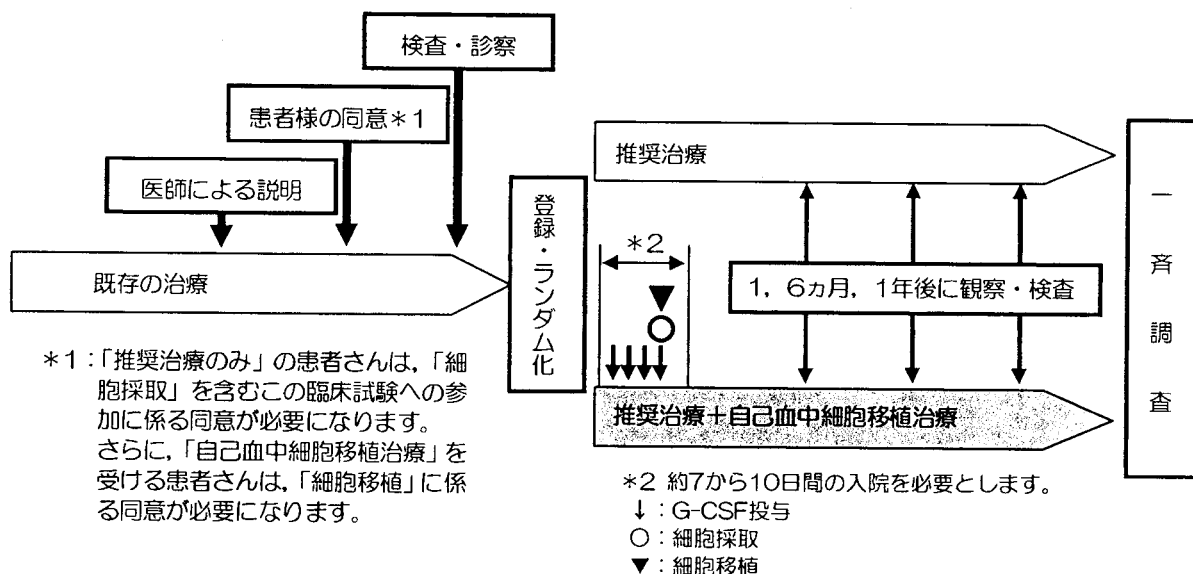 検査・診察
患者様の同意＊1
医師による説明
既存の治療
登録・ランダム化
推奨治療
＊2
1，6ヵ月，1年後に観察・検査
推奨治療＋自己血中細胞移植治療
一斉調査
＊1：「推奨治療のみ」の患者さんは，「細
胞採取」を含むこの臨床試験への参
加に係る同意が必要になります。
さらに，「自己血中細胞移植治療」を
受ける患者さんは，「細胞移植」に係
る同意が必要になります。
＊2 約7から10日間の入院を必要とします。
↓：G-CSF投与
○：細胞採取
▼：細胞移植